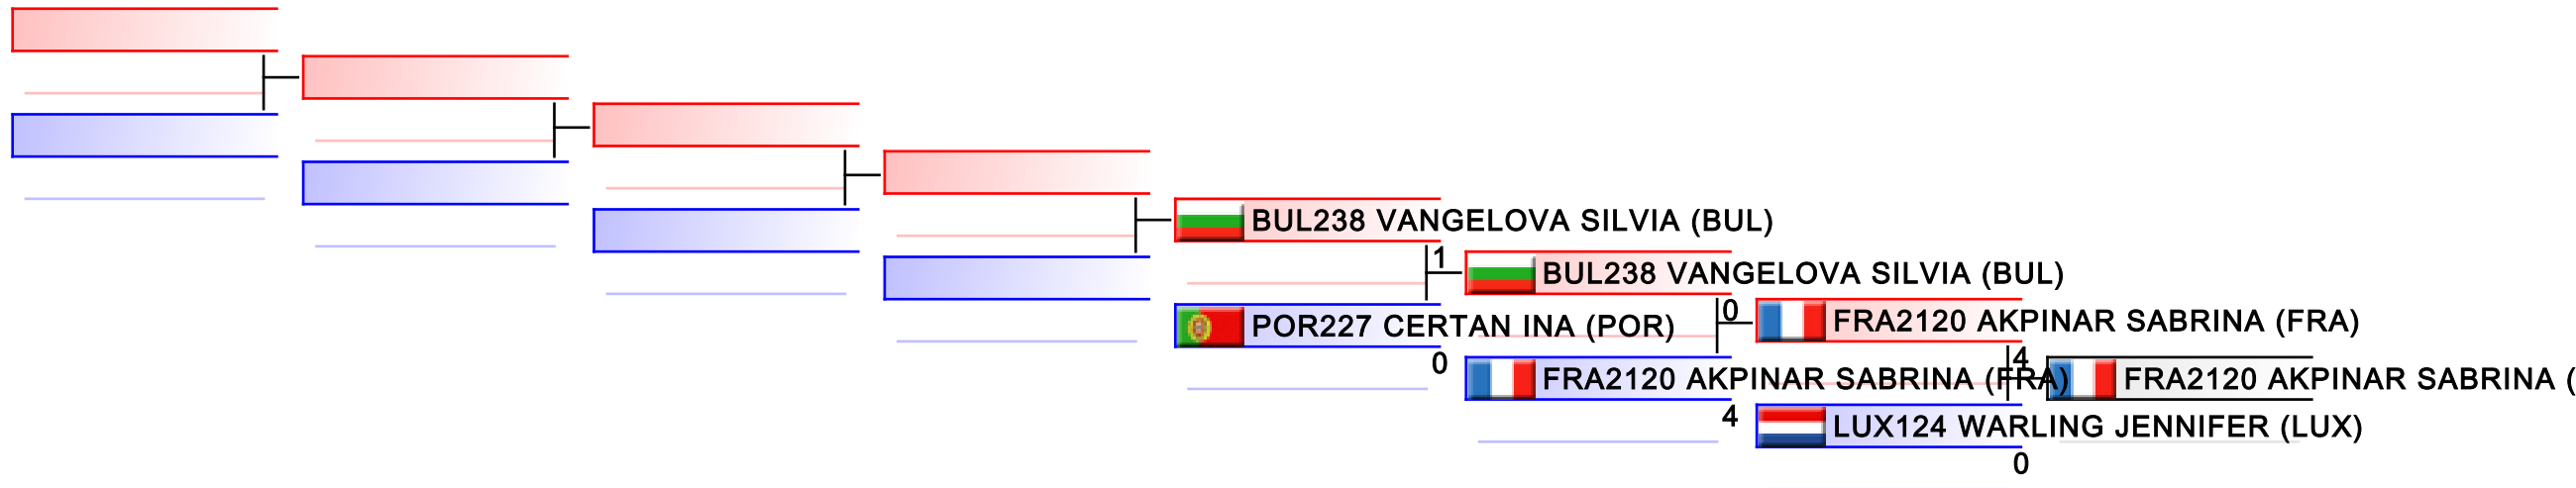 BUL238 VANGELOVA SILVIA (BUL)
1
BUL238 VANGELOVA SILVIA (BUL)
0
POR227 CERTAN INA (POR)
FRA2120 AKPINAR SABRINA (FRA)
0
4
FRA2120 AKPINAR SABRINA (FRA)
FRA2120 AKPINAR SABRINA (
4
LUX124 WARLING JENNIFER (LUX)
0